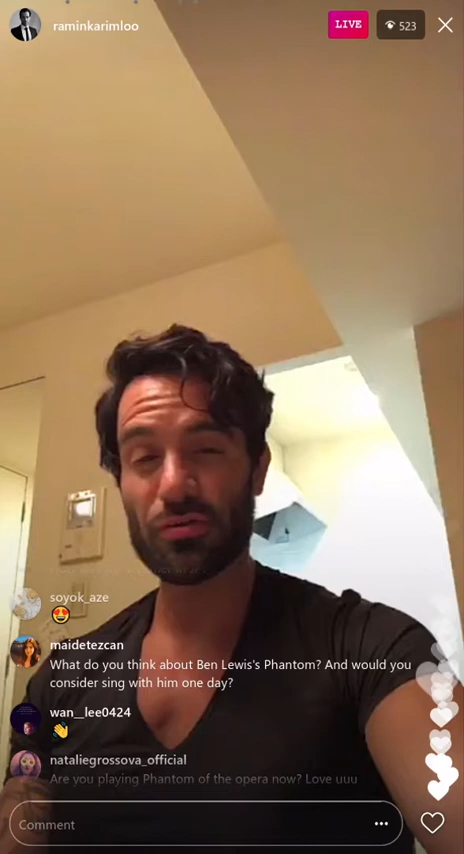 raminkarimloo
LIVE
523
soyok_aze
😍
maidetezcan
What do you think about Ben Lewis's Phantom? And would you
consider sing with him one day?
wan__lee0424
👋
nataliegrossova_official
Are you playing Phantom of the opera now? Love uuu
Comment